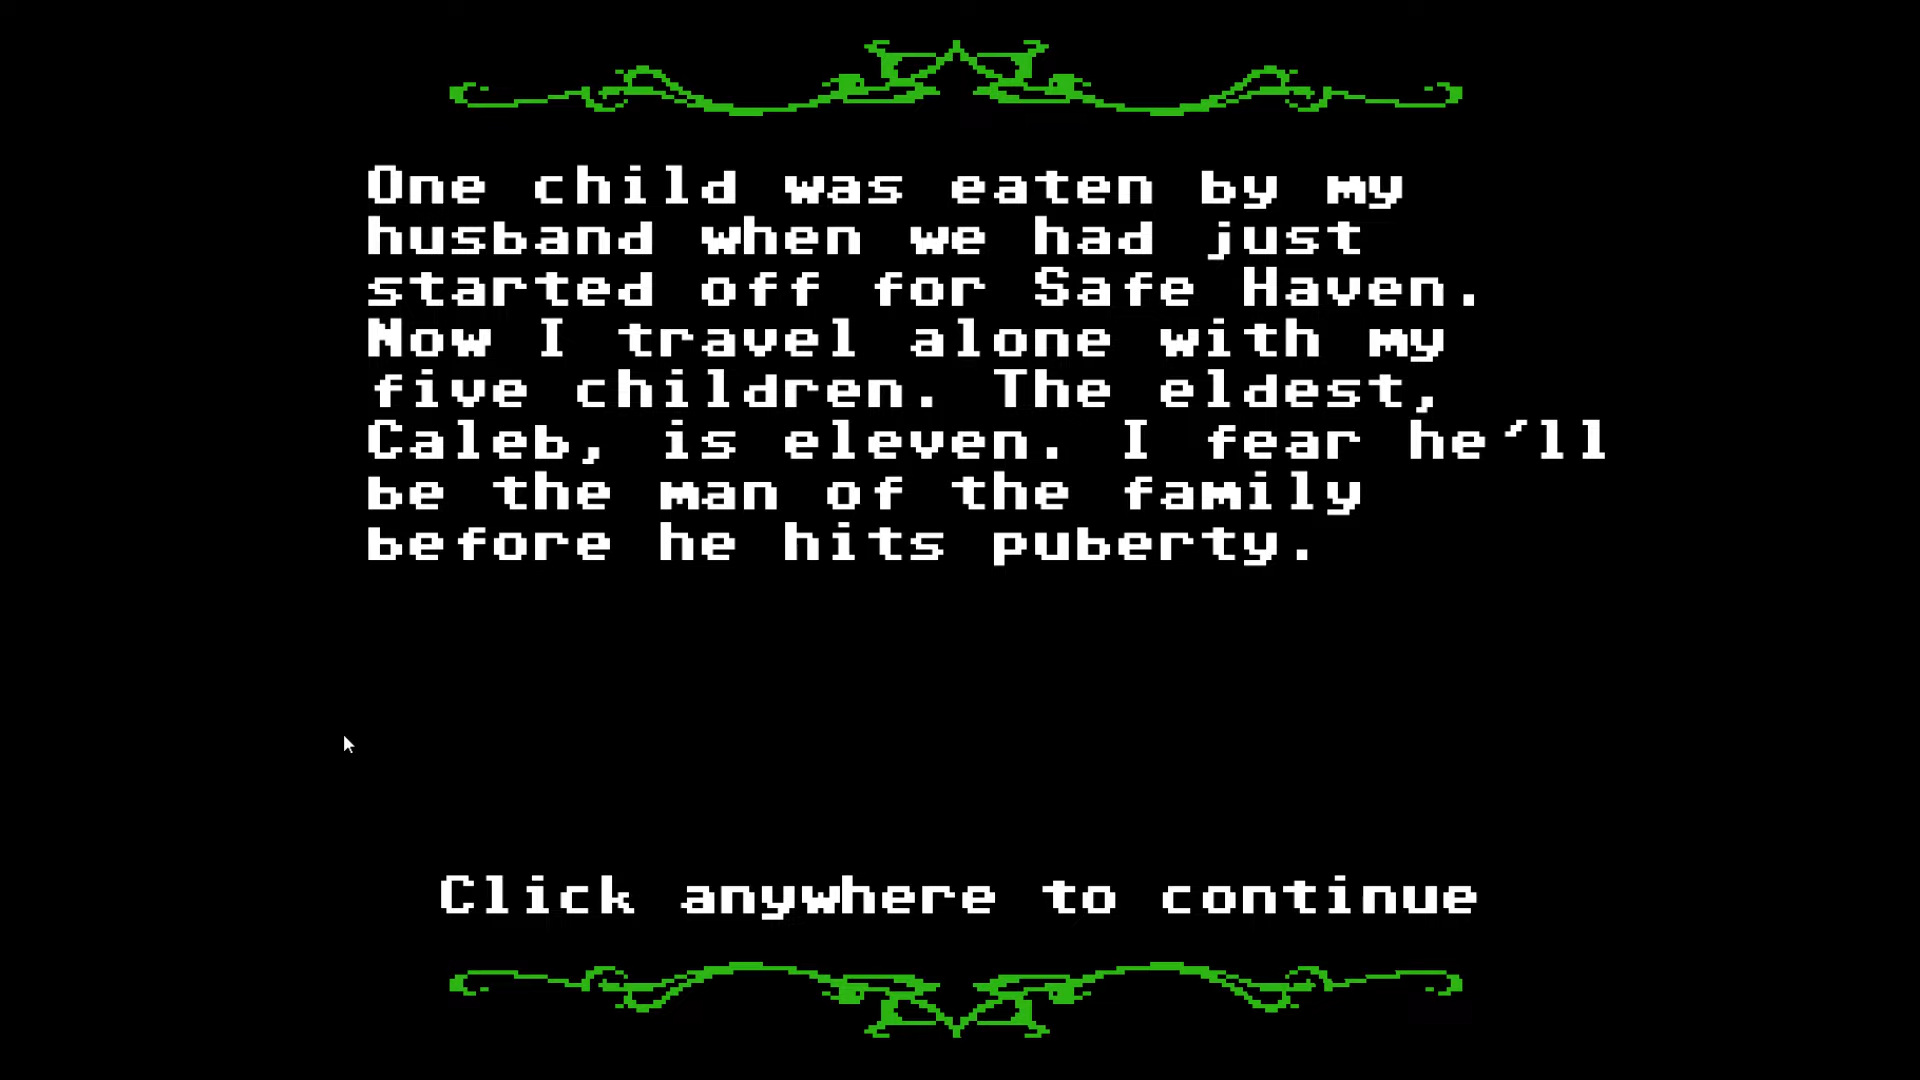 One child was eaten by my
husband when we had just
started off for Safe Haven.
Now I travel alone with my
five children. The eldest,
Caleb, is eleven. I fear he'll
be the man of the family
before he hits puberty.
Click anywhere to continue